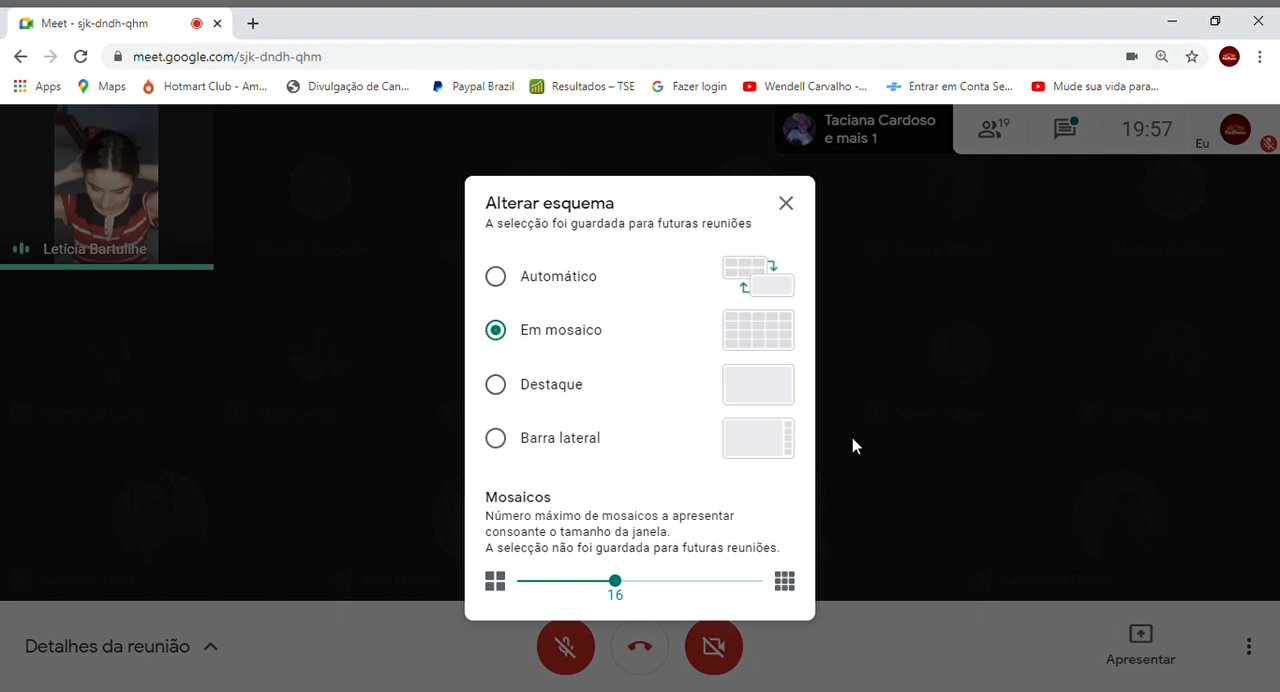 Meet - sjk-dndh-qhm
meet.google.com/sjk-dndh-qhm
Apps
Maps
Hotmart Club - Am...
Divulgação de Can...
Paypal Brazil
Resultados – TSE
Fazer login
Wendell Carvalho -...
Entrar em Conta Se...
Mude sua vida para...
Taciana Cardoso
e mais 1
19
19:57
Eu
Letícia Bartulihe
Alterar esquema
A selecção foi guardada para futuras reuniões
Automático
Em mosaico
Destaque
Barra lateral
Mosaicos
Número máximo de mosaicos a apresentar
consoante o tamanho da janela.
A selecção não foi guardada para futuras reuniões.
16
Detalhes da reunião
Apresentar